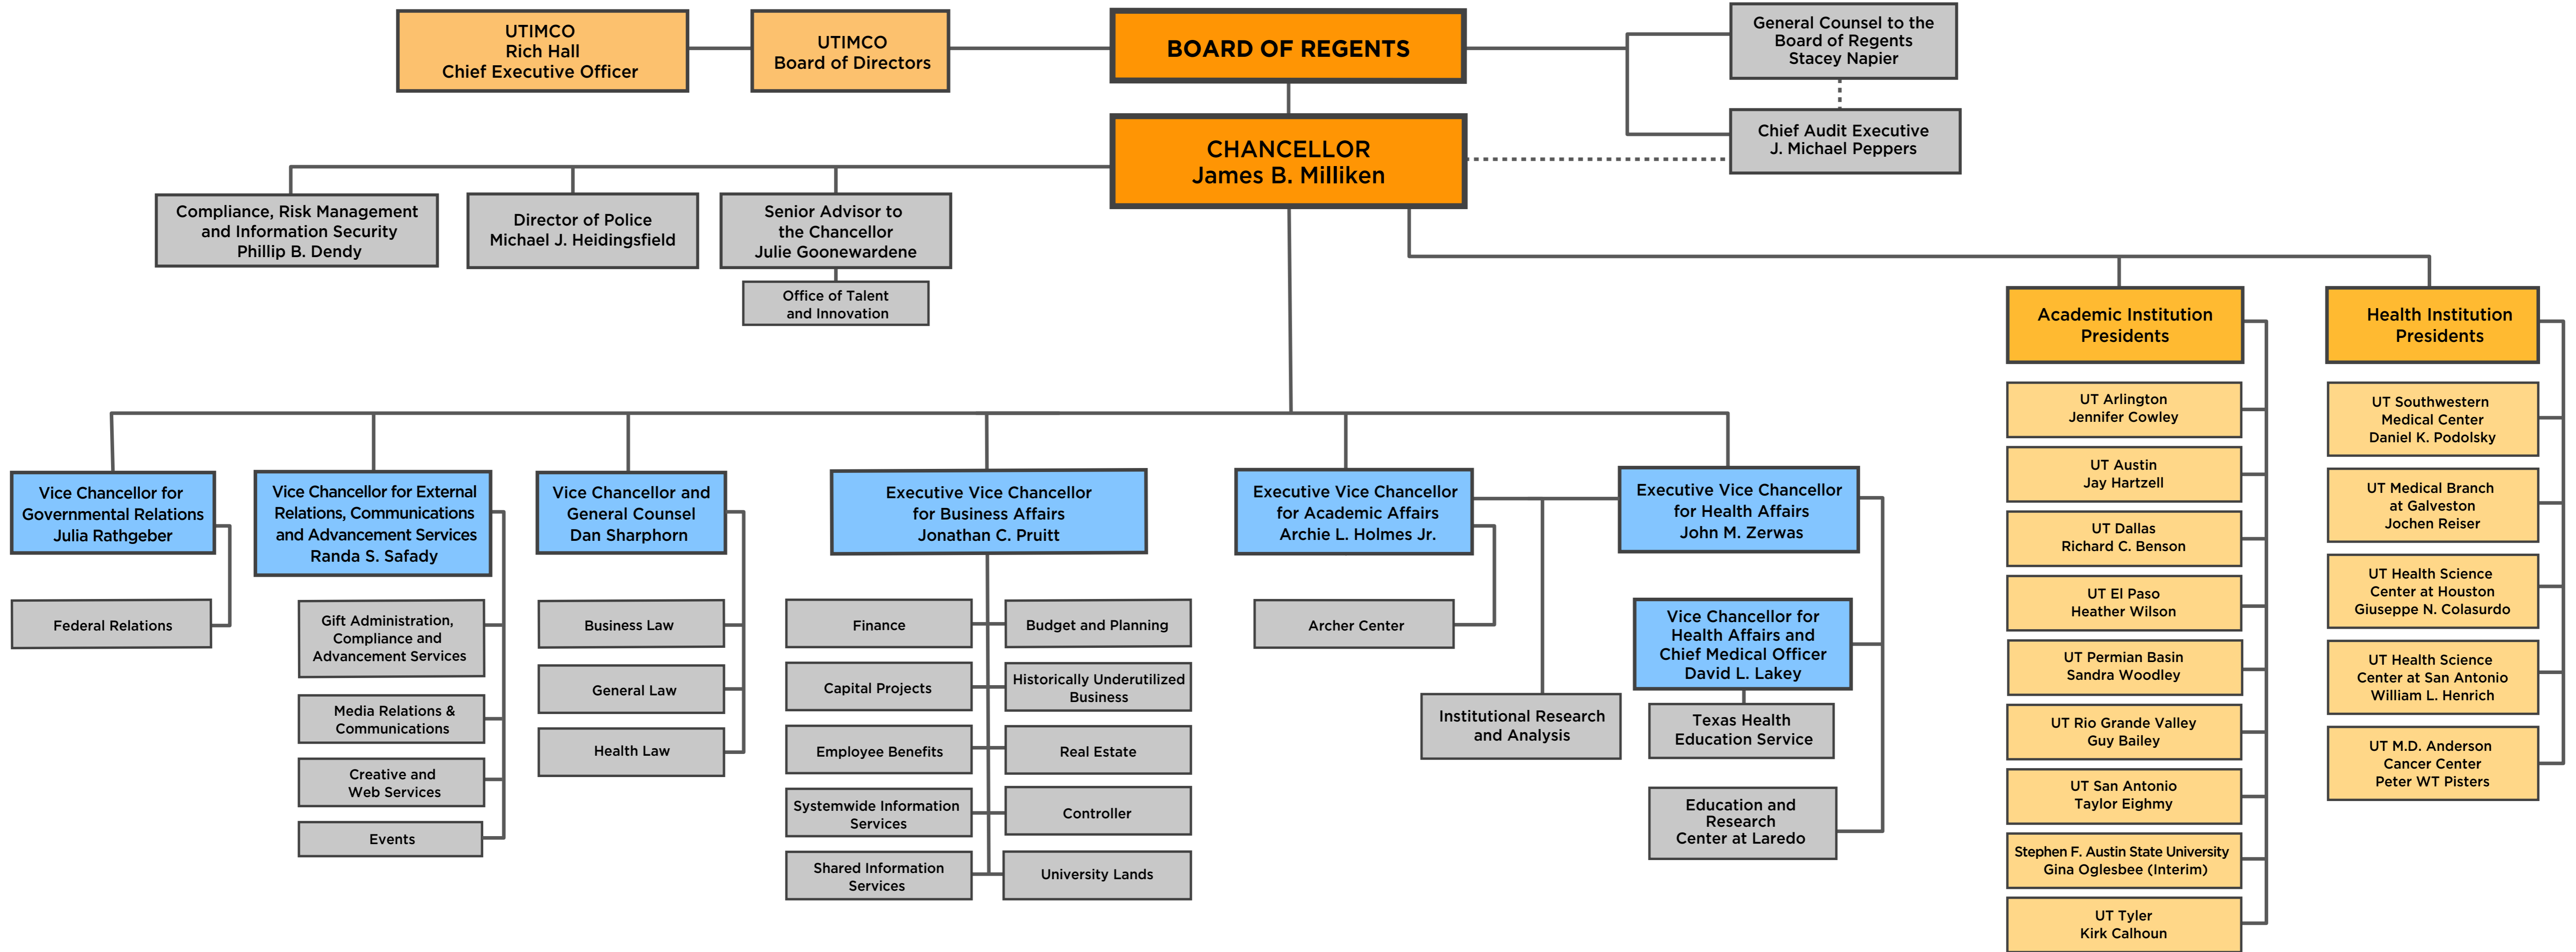 UTIMCO
Rich Hall
Chief Executive Officer
UTIMCO
Board of Directors
BOARD OF REGENTS
General Counsel to the
Board of Regents
Stacey Napier
Chief Audit Executive
J. Michael Peppers
CHANCELLOR
James B. Milliken
Compliance, Risk Management
and Information Security
Phillip B. Dendy
Director of Police
Michael J. Heidingsfield
Senior Advisor to
the Chancellor
Julie Goonewardene
Office of Talent
and Innovation
Academic Institution
Presidents
Health Institution
Presidents
UT Arlington
Jennifer Cowley
UT Austin
Jay Hartzell
UT Dallas
Richard C. Benson
UT El Paso
Heather Wilson
UT Permian Basin
Sandra Woodley
UT Rio Grande Valley
Guy Bailey
UT San Antonio
Taylor Eighmy
Stephen F. Austin State University
Gina Oglesbee (Interim)
UT Tyler
Kirk Calhoun
UT Southwestern
Medical Center
Daniel K. Podolsky
UT Medical Branch
at Galveston
Jochen Reiser
UT Health Science
Center at Houston
Giuseppe N. Colasurdo
UT Health Science
Center at San Antonio
William L. Henrich
UT M.D. Anderson
Cancer Center
Peter WT Pisters
Vice Chancellor for
Governmental Relations
Julia Rathgeber
Federal Relations
Vice Chancellor for External
Relations, Communications
and Advancement Services
Randa S. Safady
Gift Administration,
Compliance and
Advancement Services
Media Relations &
Communications
Creative and
Web Services
Events
Vice Chancellor and
General Counsel
Dan Sharphorn
Business Law
General Law
Health Law
Executive Vice Chancellor
for Business Affairs
Jonathan C. Pruitt
Finance
Budget and Planning
Capital Projects
Historically Underutilized
Business
Employee Benefits
Real Estate
Systemwide Information
Services
Controller
Shared Information
Services
University Lands
Executive Vice Chancellor
for Academic Affairs
Archie L. Holmes Jr.
Archer Center
Institutional Research
and Analysis
Executive Vice Chancellor
for Health Affairs
John M. Zerwas
Vice Chancellor for
Health Affairs and
Chief Medical Officer
David L. Lakey
Texas Health
Education Service
Education and
Research
Center at Laredo